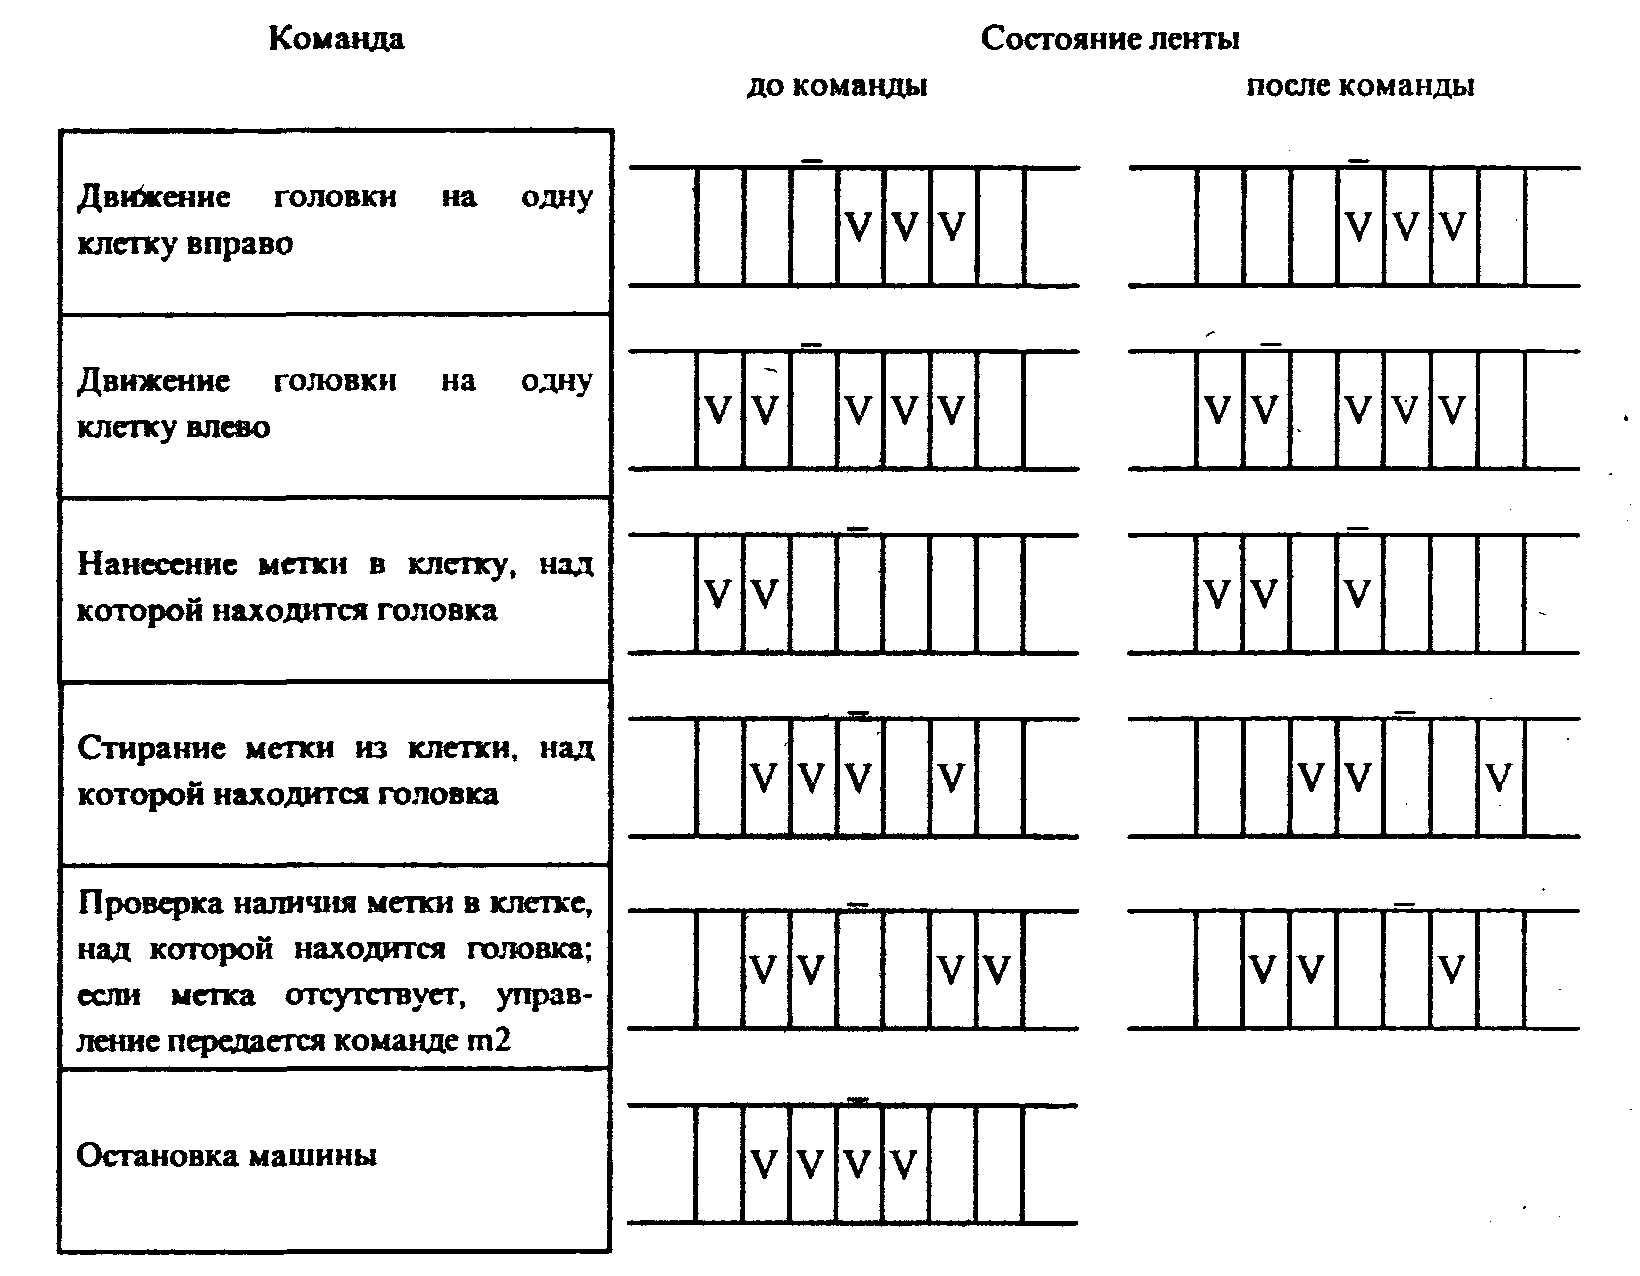 Команда
Состояние ленты
до команды
после команды
Движение головки на одну
клетку вправо
V V V
V V V
Движение головки на одну
клетку влево
V V V V V
V V V V V
Нанесение метки в клетку, над
которой находится головка
V V
V V V
Стирание метки из клетки, над
которой находится головка
V V V V
V V V
Проверка наличия метки в клетке,
над которой находится головка;
если метка отсутствует, управ-
ление передается команде m2
V V V V
V V V
Остановка машины
V V V V